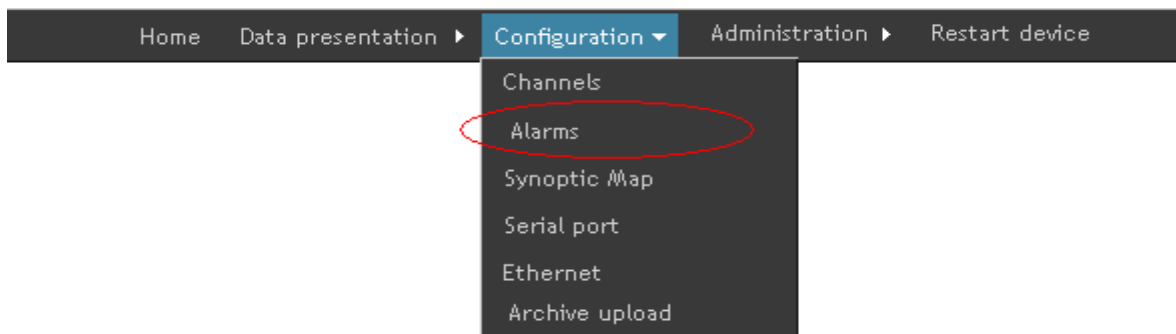 Home Data presentation Configuration Administration Restart device
Channels
Alarms
Synoptic Map
Serial port
Ethernet
Archive upload